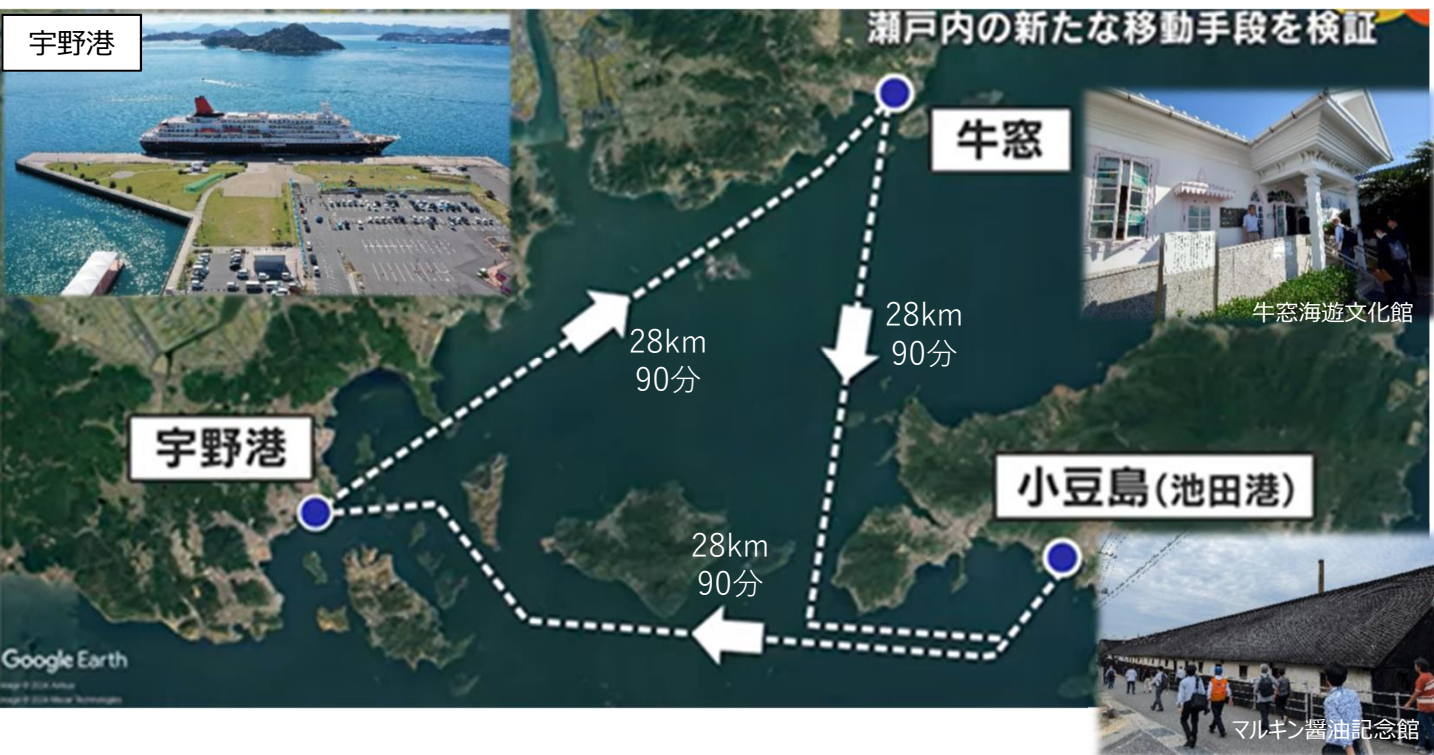 宇野港
瀬戸内の新たな移動手段を検証
牛窓
牛窓海遊文化館
28km
90分
28km
90分
宇野港
小豆島(池田港)
28km
90分
Google Earth
マルキン醤油記念館